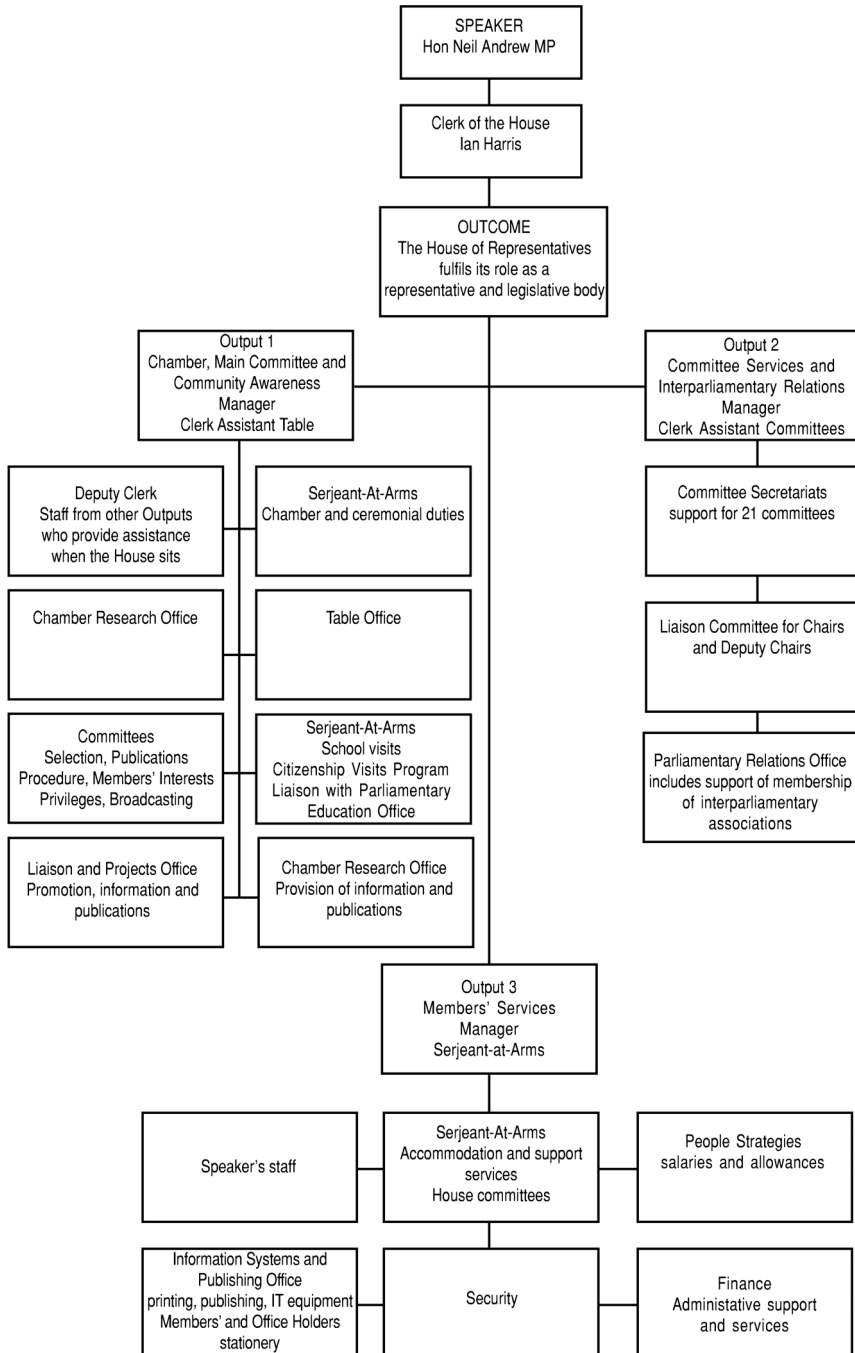 SPEAKER
Hon Neil Andrew MP
Clerk of the House
Ian Harris
OUTCOME
The House of Representatives
fulfils its role as a
representative and legislative body
Output 1
Chamber, Main Committee and
Community Awareness
Manager
Clerk Assistant Table
Output 2
Committee Services and
Interparliamentary Relations
Manager
Clerk Assistant Committees
Deputy Clerk
Staff from other Outputs
who provide assistance
when the House sits
Serjeant-At-Arms
Chamber and ceremonial duties
Committee Secretariats
support for 21 committees
Chamber Research Office
Table Office
Liaison Committee for Chairs
and Deputy Chairs
Committees
Selection, Publications
Procedure, Members' Interests
Privileges, Broadcasting
Serjeant-At-Arms
School visits
Citizenship Visits Program
Liaison with Parliamentary
Education Office
Parliamentary Relations Office
includes support of membership
of interparliamentary
associations
Liaison and Projects Office
Promotion, information and
publications
Chamber Research Office
Provision of information and
publications
Output 3
Members' Services
Manager
Serjeant-at-Arms
Speaker's staff
Serjeant-At-Arms
Accommodation and support
services
House committees
People Strategies
salaries and allowances
Information Systems and
Publishing Office
printing, publishing, IT equipment
Members' and Office Holders
stationery
Security
Finance
Administative support
and services